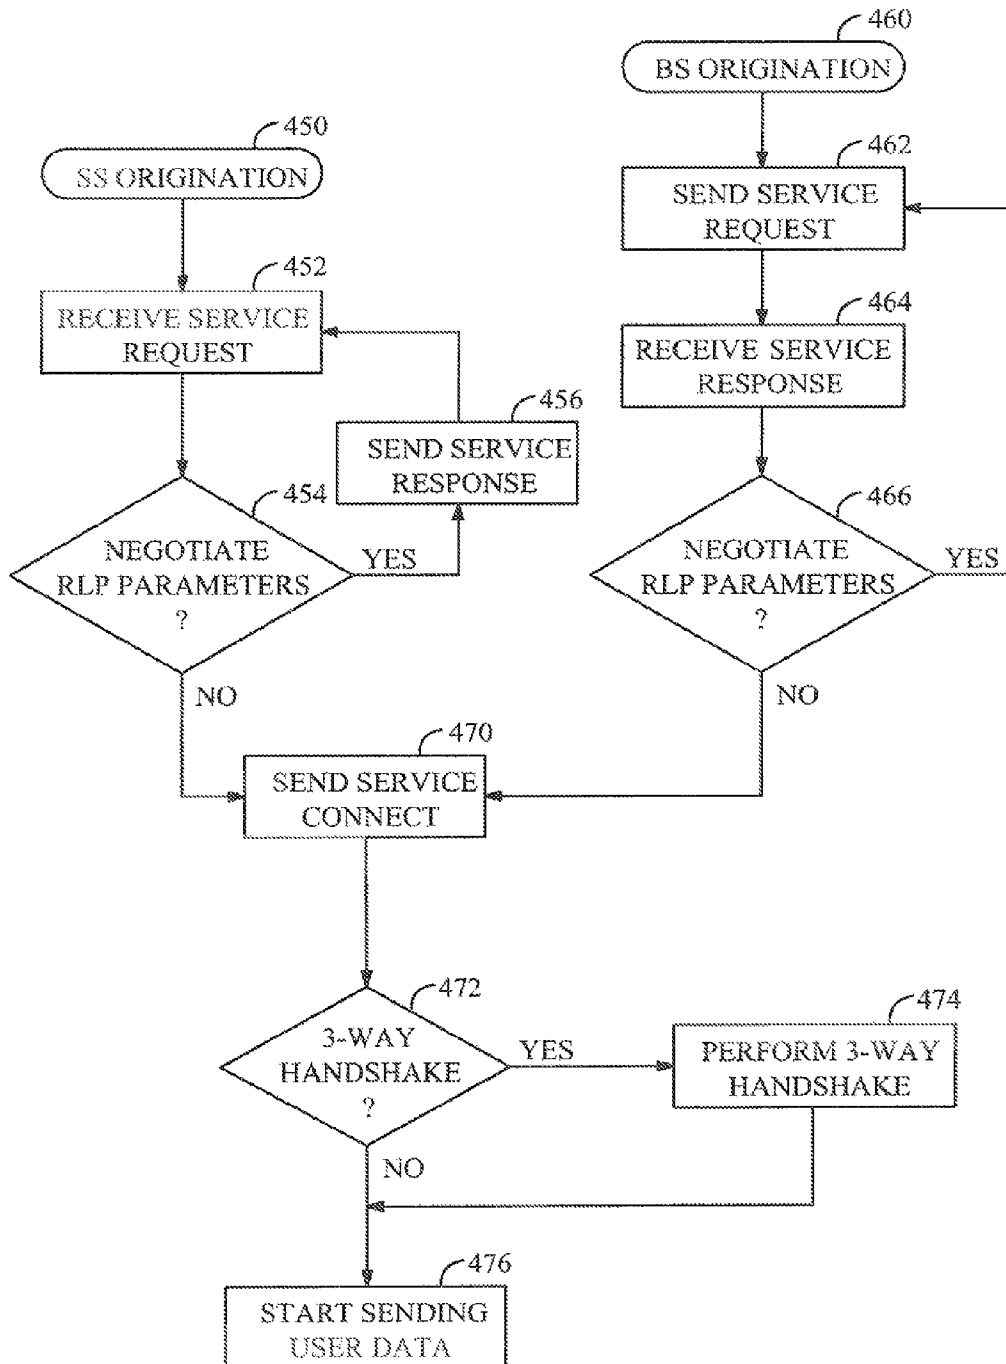 460
BS ORIGINATION
450
SS ORIGINATION
462
SEND SERVICE
REQUEST
452
RECEIVE SERVICE
REQUEST
464
RECEIVE SERVICE
RESPONSE
456
SEND SERVICE
RESPONSE
454
NEGOTIATE
RLP PARAMETERS
?
YES
NO
466
NEGOTIATE
RLP PARAMETERS
?
YES
NO
470
SEND SERVICE
CONNECT
472
3-WAY
HANDSHAKE
?
YES
NO
474
PERFORM 3-WAY
HANDSHAKE
476
START SENDING
USER DATA